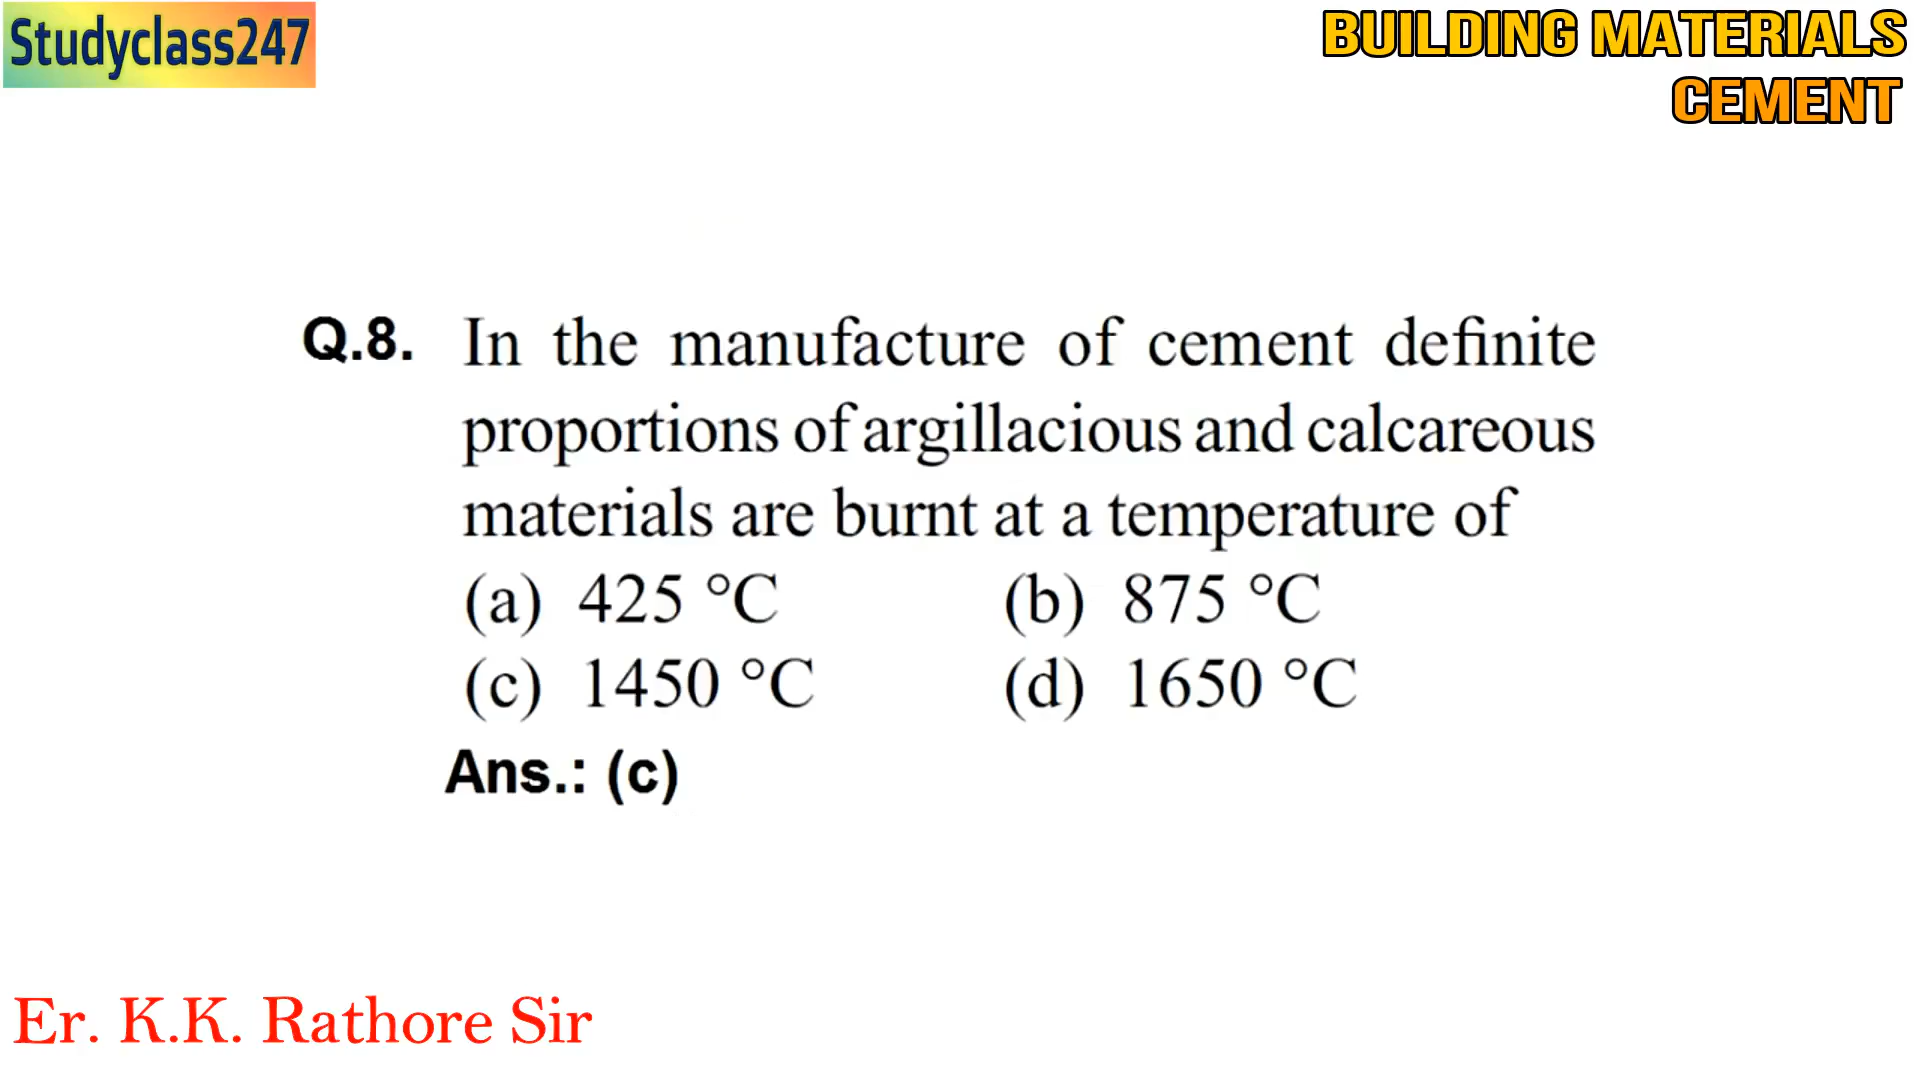 Studyclass247
BUILDING MATERIALS
CEMENT
Q.8. In the manufacture of cement definite
proportions of argillacious and calcareous
materials are burnt at a temperature of
(a) 425 °C (b) 875 °C
(c) 1450 °C (d) 1650 °C
Ans.: (c)
Er. K.K. Rathore Sir